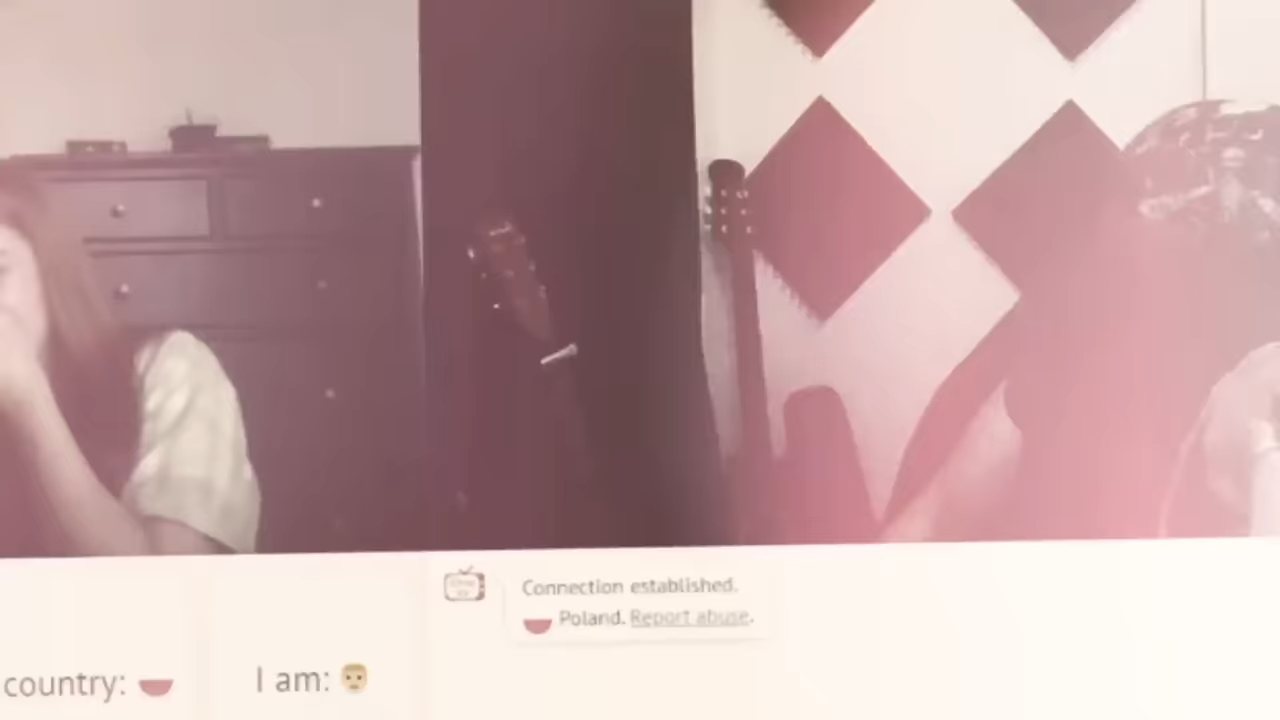 Connection established.
Poland. Report abuse.
country:
I am: